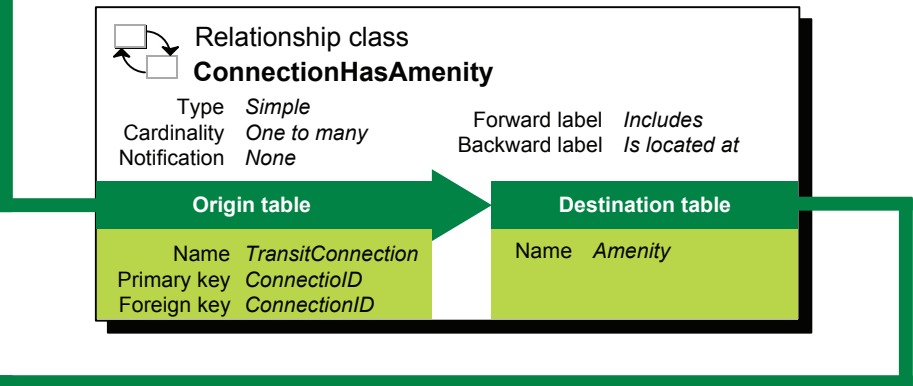 Relationship class
ConnectionHasAmenity
Type Simple
Cardinality One to many
Notification None
Forward label Includes
Backward label Is located at
Origin table
Destination table
Name TransitConnection
Primary key ConnectioID
Foreign key ConnectionID
Name Amenity